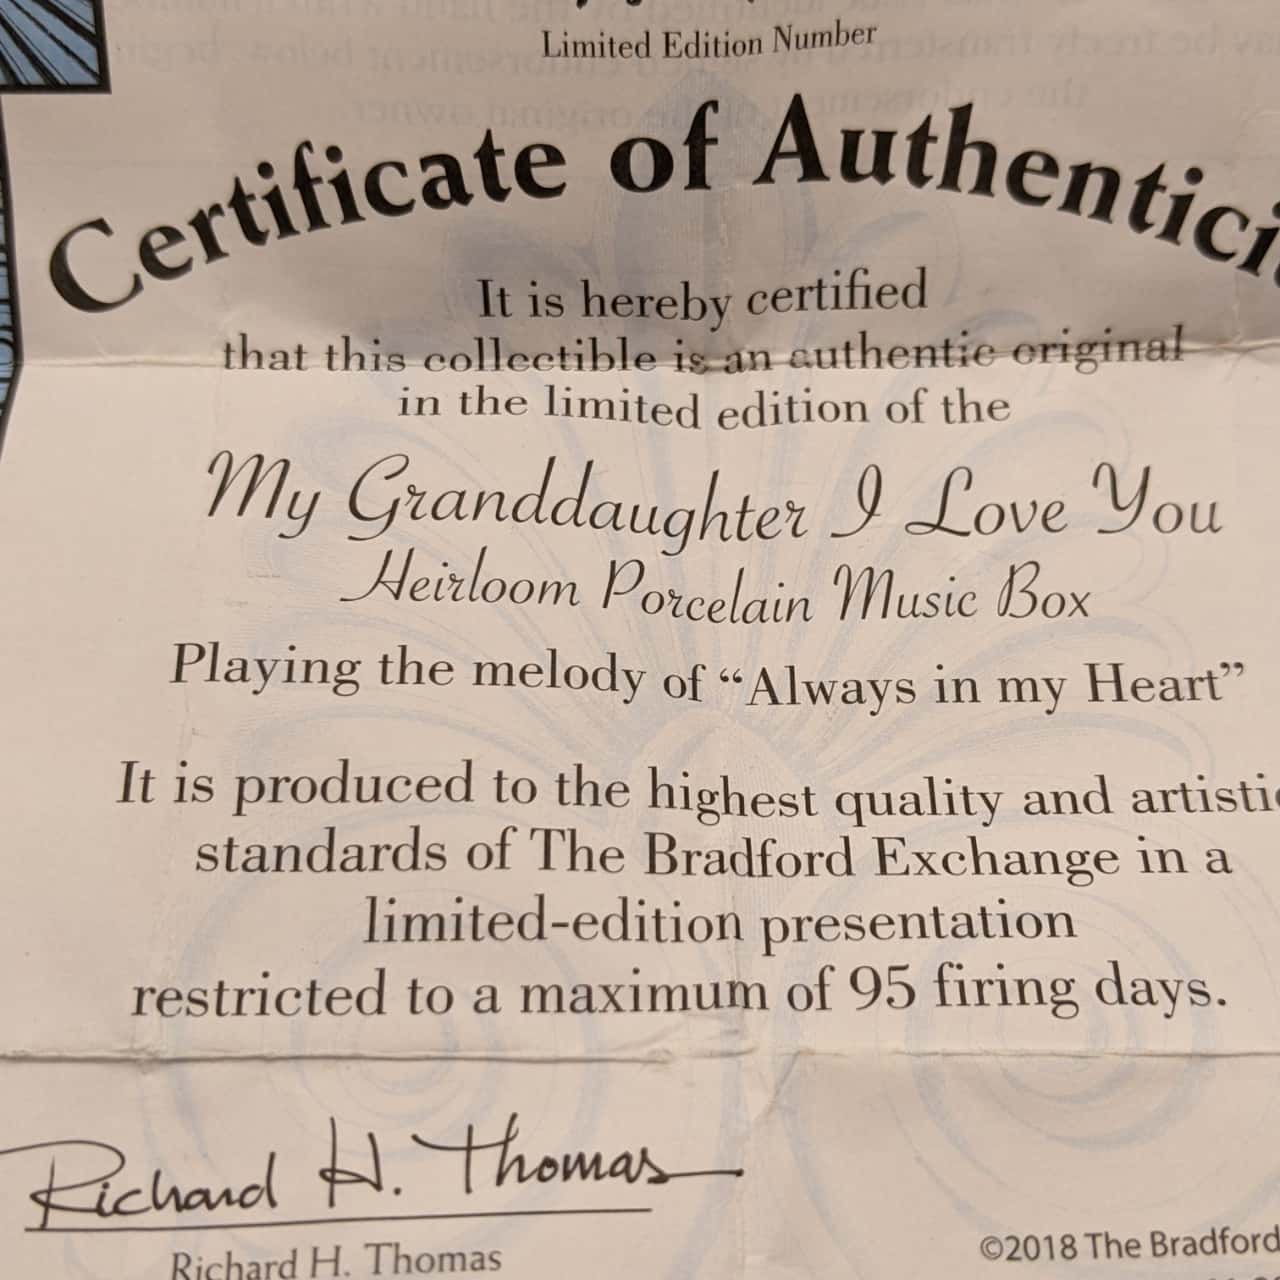 Limited Edition Number
Certificate of Authentici
It is hereby certified
that this collectible is an authentic original
in the limited edition of the
My Granddaughter I Love You
Heirloom Porcelain Music Box
Playing the melody of “Always in my Heart”
It is produced to the highest quality and artistic
standards of The Bradford Exchange in a
limited-edition presentation
restricted to a maximum of 95 firing days.
Richard H. Thomas
Richard H. Thomas
©2018 The Bradford